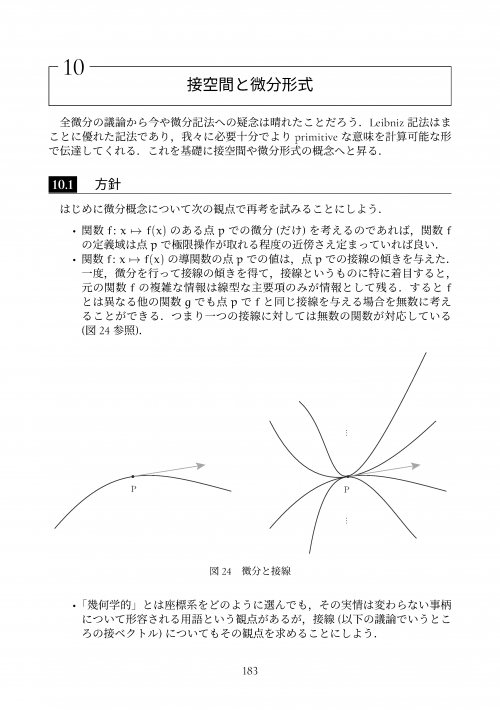 10
接空間と微分形式
全微分の議論から今や微分記法への疑念は晴れたことだろう．Leibniz 記法はま
ことに優れた記法であり，我々に必要十分でより primitive な意味を計算可能な形
で伝達してくれる．これを基礎に接空間や微分形式の概念へと昇る．
10.1 方針
はじめに微分概念について次の観点で再考を試みることにしよう．
• 関数 f: x ↦ f(x) のある点 p での微分 (だけ) を考えるのであれば，関数 f
の定義域は点 p で極限操作が取れる程度の近傍さえ定まっていれば良い．
• 関数 f: x ↦ f(x) の導関数の点 p での値は，点 p での接線の傾きを与えた．
一度，微分を行って接線の傾きを得て，接線というものに特に着目すると，
元の関数 f の複雑な情報は線型な主要項のみが情報として残る．すると f
とは異なる他の関数 g でも点 p で f と同じ接線を与える場合を無数に考え
ることができる．つまり一つの接線に対しては無数の関数が対応している
(図 24 参照).
⋮
P
P
⋮
図 24 微分と接線
•「幾何学的」とは座標系をどのように選んでも，その実情は変わらない事柄
について形容される用語という観点があるが，接線 (以下の議論でいうとこ
ろの接ベクトル) についてもその観点を求めることにしよう．
183